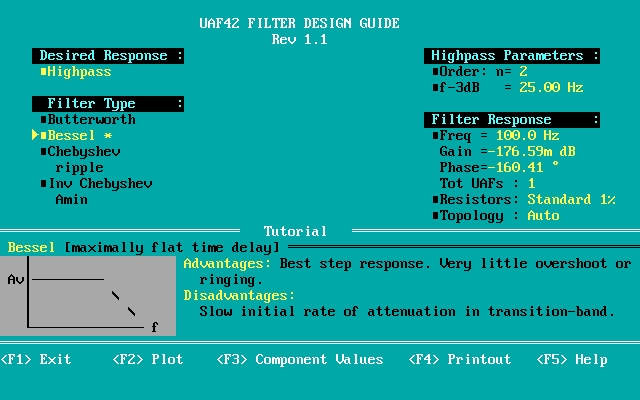 UAF42 FILTER DESIGN GUIDE
Rev 1.1
Desired Response :
Highpass
Filter Type :
Butterworth
Bessel *
Chebyshev
ripple
Inv Chebyshev
Amin
Highpass Parameters :
Order: n= 2
f-3dB = 25.00 Hz
Filter Response :
Freq = 100.0 Hz
Gain =-176.59m dB
Phase=-160.41 °
Tot UAFs : 1
Resistors: Standard 1%
Topology : Auto
Tutorial
Bessel [maximally flat time delay]
Av
f
Advantages: Best step response. Very little overshoot or
ringing.
Disadvantages:
Slow initial rate of attenuation in transition-band.
<F1> Exit <F2> Plot <F3> Component Values <F4> Printout <F5> Help